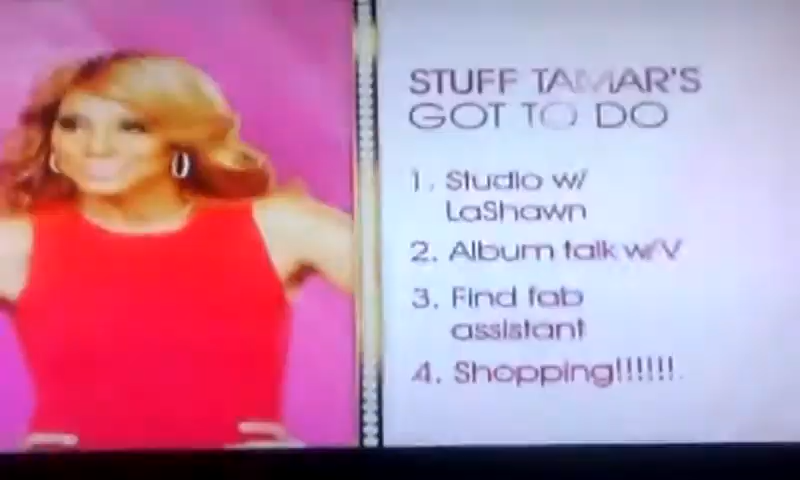 STUFF TAMAR'S
GOT TO DO
1. Studio w/
LaShawn
2. Album talk w/V
3. Find fab
assistant
4. Shopping!!!!!!